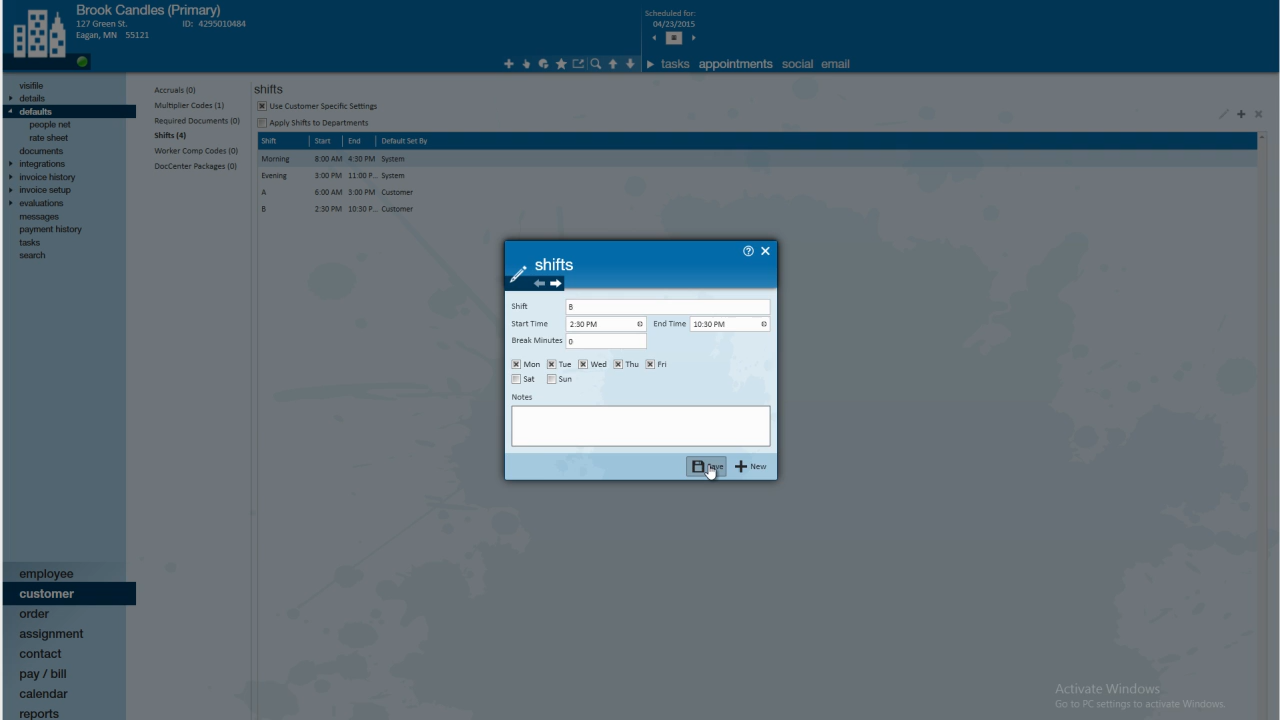 Brook Candles (Primary)
127 Green St. ID: 4295010484
Eagan, MN 55121
Scheduled for:
04/23/2015
tasks appointments social email
visifile
details
defaults
people net
rate sheet
documents
integrations
invoice history
invoice setup
evaluations
messages
payment history
tasks
search
employee
customer
order
assignment
contact
pay / bill
calendar
reports
Accruals (0)
Multiplier Codes (1)
Required Documents (0)
Shifts (4)
Worker Comp Codes (0)
DocCenter Packages (0)
shifts
Use Customer Specific Settings
Apply Shifts to Departments
Shift Start End Default Set By
Morning 8:00 AM 4:30 PM System
Evening 3:00 PM 11:00 P... System
A 6:00 AM 3:00 PM Customer
B 2:30 PM 10:30 P... Customer
shifts
Shift B
Start Time 2:30 PM End Time 10:30 PM
Break Minutes 0
Mon Tue Wed Thu Fri
Sat Sun
Notes
Save New
Activate Windows
Go to PC settings to activate Windows.